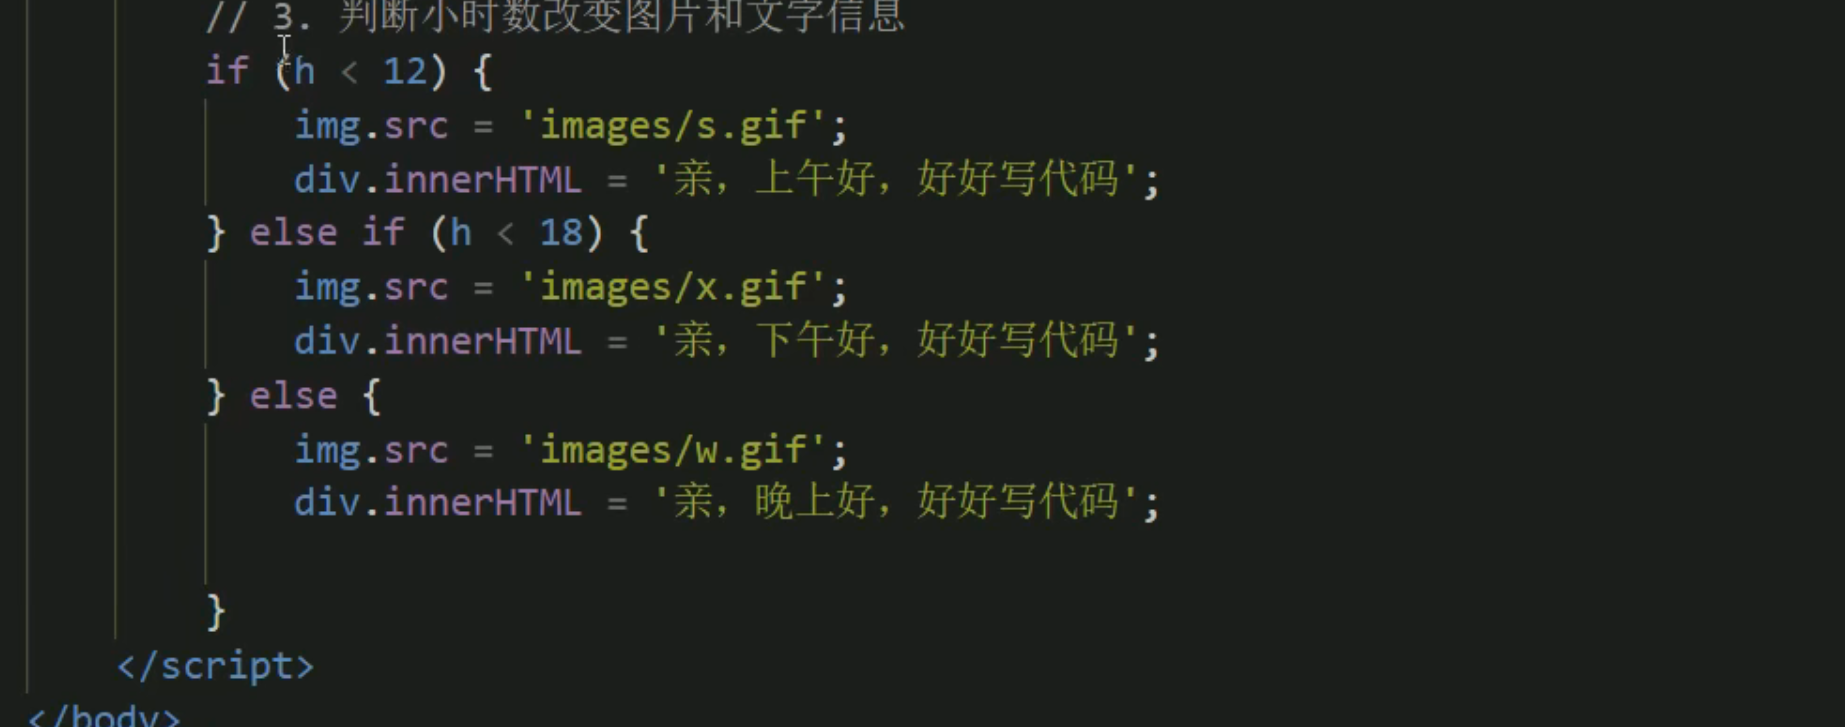 // 3. 判断小时数改变图片和文字信息
if (h < 12) {
img.src = 'images/s.gif';
div.innerHTML = '亲，上午好，好好写代码';
} else if (h < 18) {
img.src = 'images/x.gif';
div.innerHTML = '亲，下午好，好好写代码';
} else {
img.src = 'images/w.gif';
div.innerHTML = '亲，晚上好，好好写代码';
}
</script>
</body>